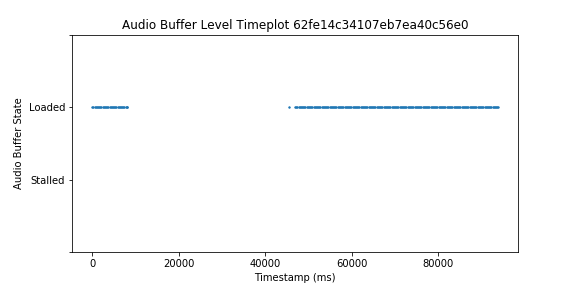 Audio Buffer Level Timeplot 62fe14c34107eb7ea40c56e0
Audio Buffer State
Loaded
Stalled
0 20000 40000 60000 80000
Timestamp (ms)